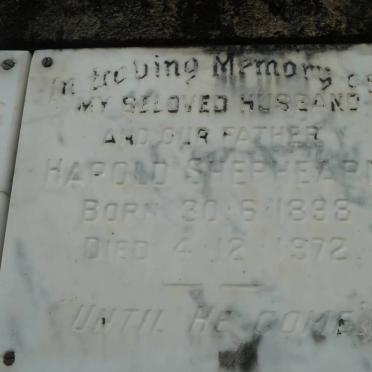 In Loving Memory of
MY BELOVED HUSBAND
AND OUR FATHER
HAROLD SHEPHEARD
BORN 30·6·1898
DIED 4·12·1972
"UNTIL HE COMES